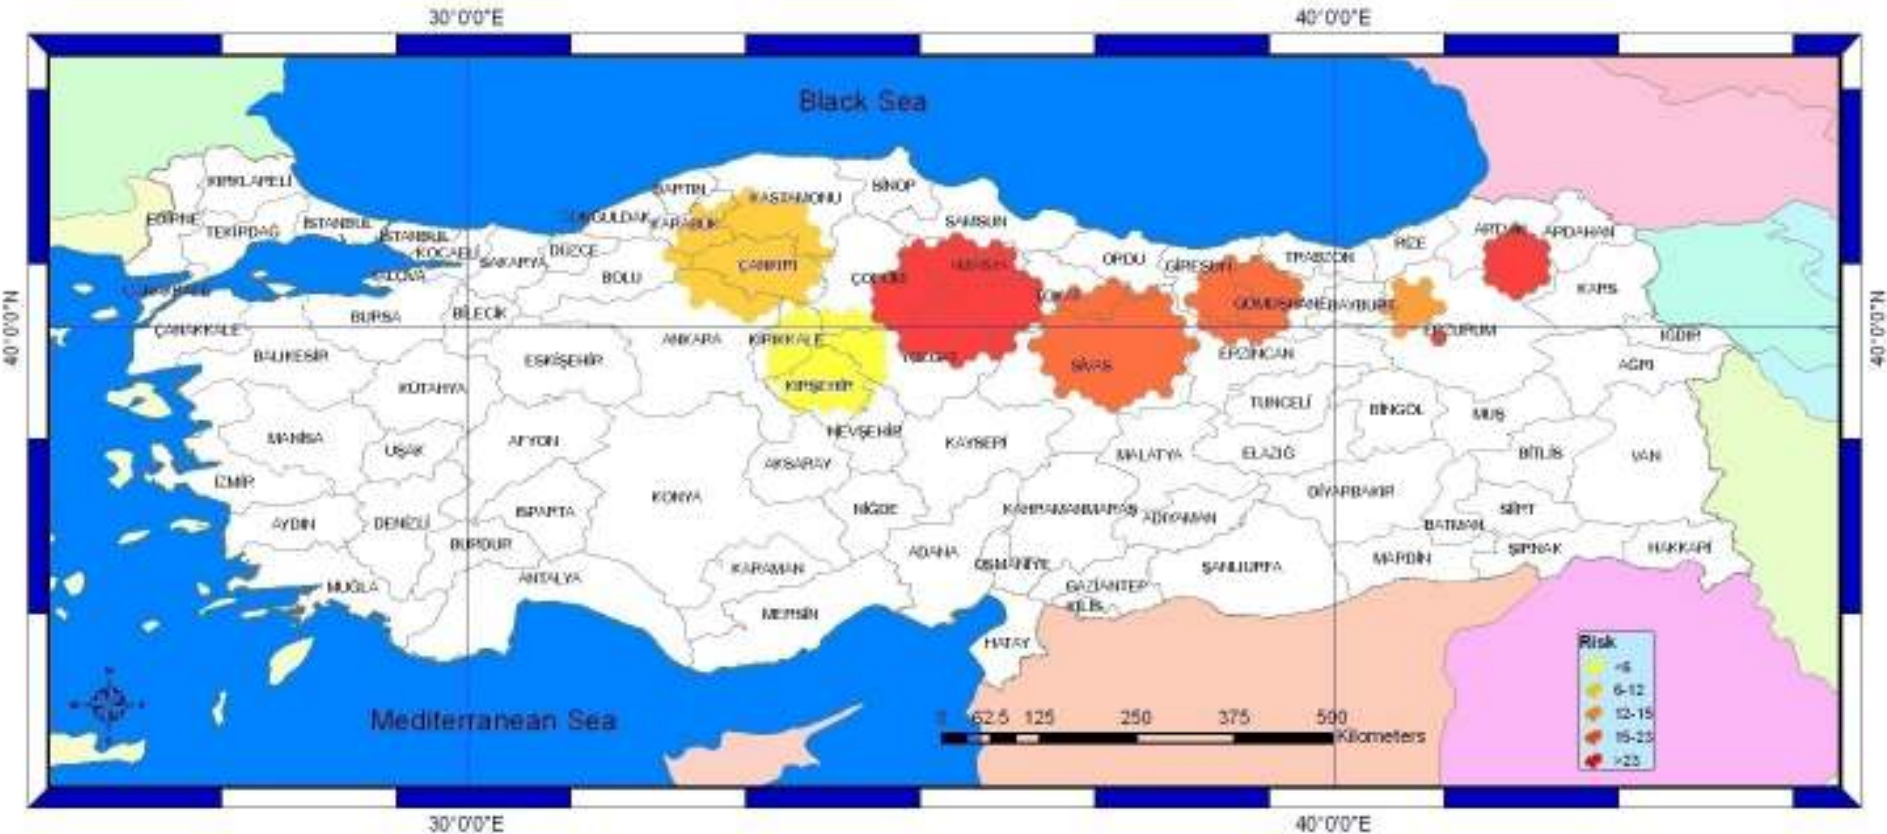 30°0'0"E
40°0'0"E
Black Sea
KIRKLARELİ
BARTIN
KASTAMONU
SİNOP
EDİRNE
TEKİRDAĞ
İSTANBUL
İSTANBUL
KARABÜK
SAMSUN
KOCAELİ
SAKARYA
DÜZCE
BOLU
ÇANKIRI
ORDU
GİRESUN
TRABZON
RİZE
ARDAHAN
YALOVA
BURSA
BİLECİK
GÜMÜŞHANE
BAYBURT
KARS
ÇANAKKALE
ANKARA
KIRIKKALE
ERZURUM
IĞDIR
40°0'0"N
40°0'0"N
BALIKESİR
ESKİŞEHİR
SİVAS
ERZİNCAN
AĞRI
KÜTAHYA
KIRŞEHİR
TUNCELİ
BİNGOL
MUŞ
MANİSA
UŞAK
AFYON
NEVŞEHİR
KAYSERİ
MALATYA
ELAZIĞ
BİTLİS
VAN
AKSARAY
İZMİR
KONYA
DİYARBAKIR
AYDIN
DENİZLİ
ISPARTA
NİĞDE
KAHRAMANMARAŞ
ADIYAMAN
SİİRT
BATMAN
BURDUR
ADANA
OSMANİYE
ŞANLIURFA
MARDİN
ŞIRNAK
HAKKARİ
MUĞLA
ANTALYA
KARAMAN
GAZİANTEP
KİLİS
MERSİN
HATAY
Mediterranean Sea
0 62.5 125 250 375 500
Kilometers
Risk
<6
6-12
12-15
15-23
>23
30°0'0"E
40°0'0"E